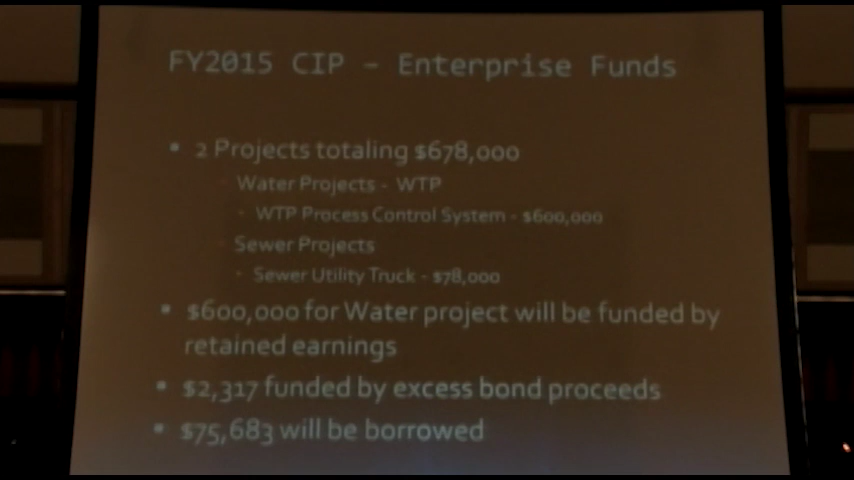 FY2015 CIP – Enterprise Funds
• 2 Projects totaling $678,000
- Water Projects - WTP
• WTP Process Control System - $600,000
- Sewer Projects
• Sewer Utility Truck - $78,000
• $600,000 for Water project will be funded by
retained earnings
• $2,317 funded by excess bond proceeds
• $75,683 will be borrowed